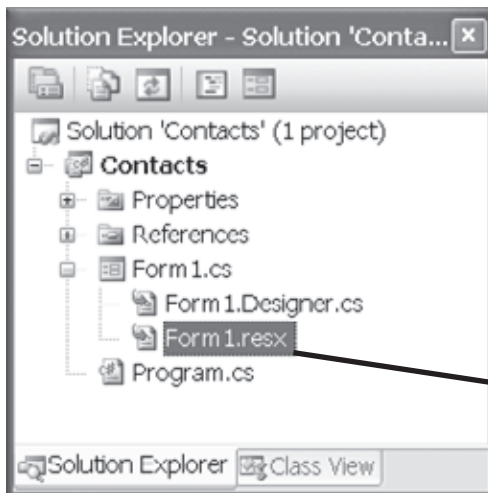 Solution Explorer - Solution 'Conta...
Solution 'Contacts' (1 project)
Contacts
Properties
References
Form1.cs
Form1.Designer.cs
Form1.resx
Program.cs
Solution Explorer Class View